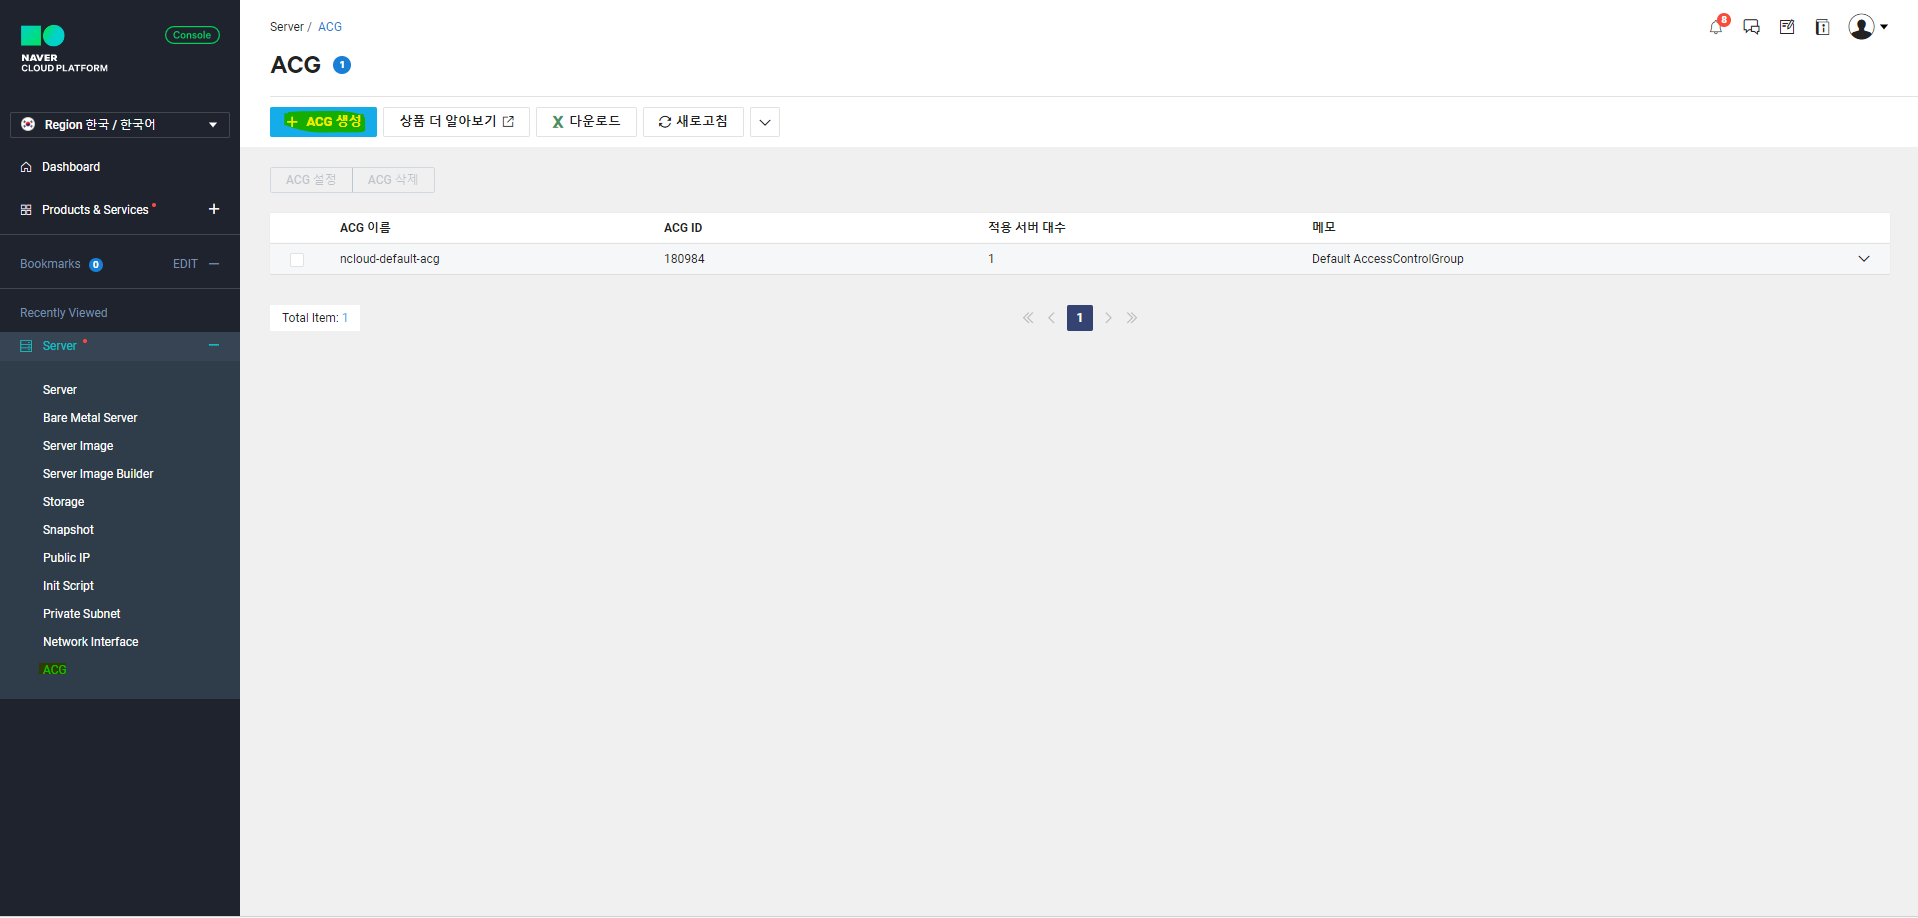 NAVER
CLOUD PLATFORM
Console
Region 한국 / 한국어
Dashboard
Products & Services
Bookmarks 0 EDIT
Recently Viewed
Server
Server
Bare Metal Server
Server Image
Server Image Builder
Storage
Snapshot
Public IP
Init Script
Private Subnet
Network Interface
ACG
Server / ACG
8
ACG 1
+ ACG 생성 상품 더 알아보기 다운로드 새로고침
ACG 설정 ACG 삭제
ACG 이름 ACG ID 적용 서버 대수 메모
ncloud-default-acg 180984 1 Default AccessControlGroup
Total Item: 1
1